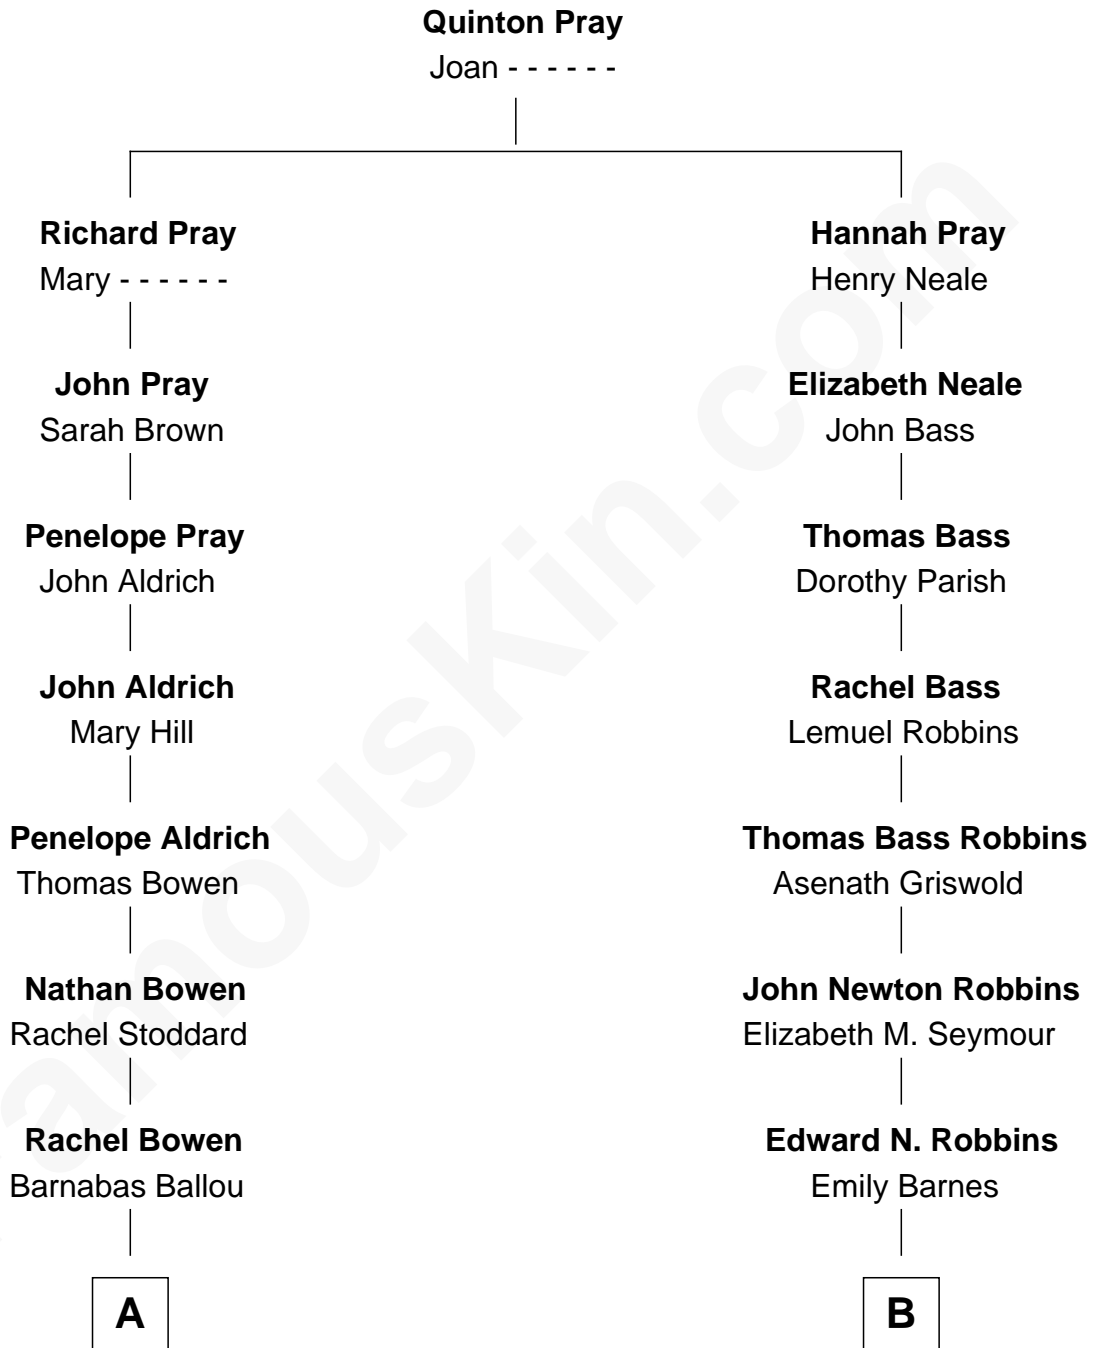 Quinton Pray
Joan - - - - - -
Richard Pray
Mary - - - - - -
Hannah Pray
Henry Neale
John Pray
Sarah Brown
Elizabeth Neale
John Bass
Penelope Pray
John Aldrich
Thomas Bass
Dorothy Parish
John Aldrich
Mary Hill
Rachel Bass
Lemuel Robbins
Penelope Aldrich
Thomas Bowen
Thomas Bass Robbins
Asenath Griswold
Nathan Bowen
Rachel Stoddard
John Newton Robbins
Elizabeth M. Seymour
Rachel Bowen
Barnabas Ballou
Edward N. Robbins
Emily Barnes
A
B
amousKin.com